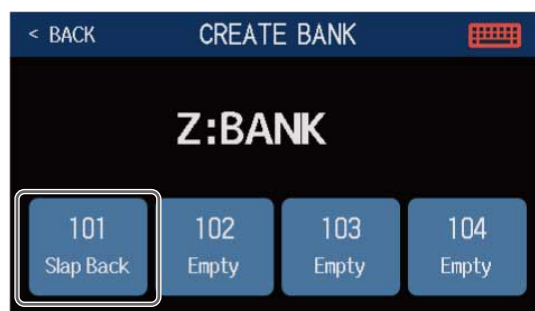 < BACK CREATE BANK
Z:BANK
101 102 103 104
Slap Back Empty Empty Empty